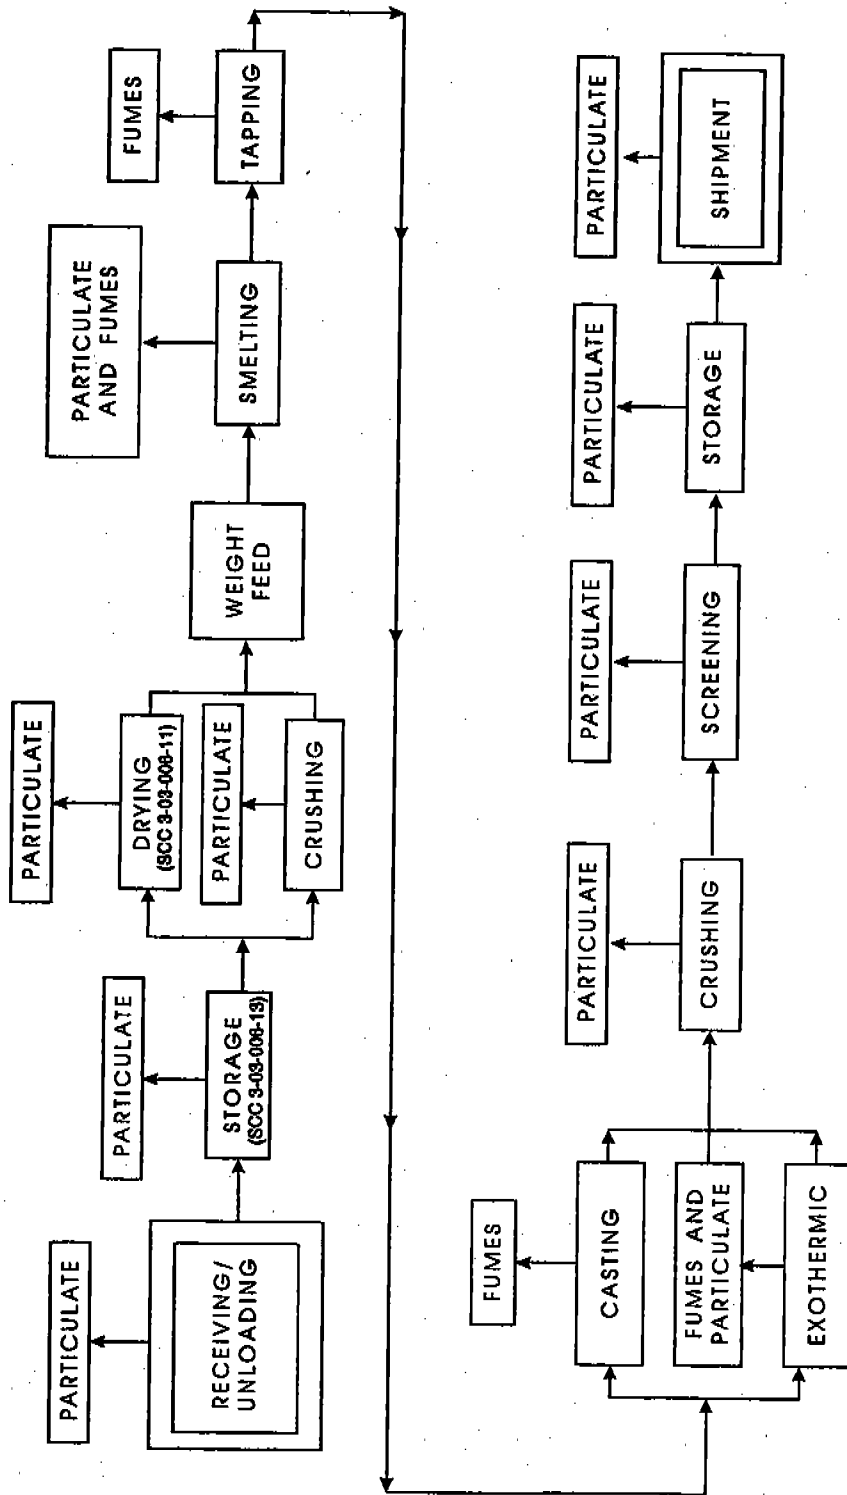 PARTICULATE
RECEIVING/
UNLOADING
PARTICULATE
STORAGE
(SCC 3-03-006-13)
PARTICULATE
DRYING
(SCC 3-03-006-11)
PARTICULATE
CRUSHING
WEIGHT
FEED
PARTICULATE
AND FUMES
SMELTING
FUMES
TAPPING
FUMES
CASTING
FUMES AND
PARTICULATE
EXOTHERMIC
PARTICULATE
CRUSHING
PARTICULATE
SCREENING
PARTICULATE
STORAGE
PARTICULATE
SHIPMENT